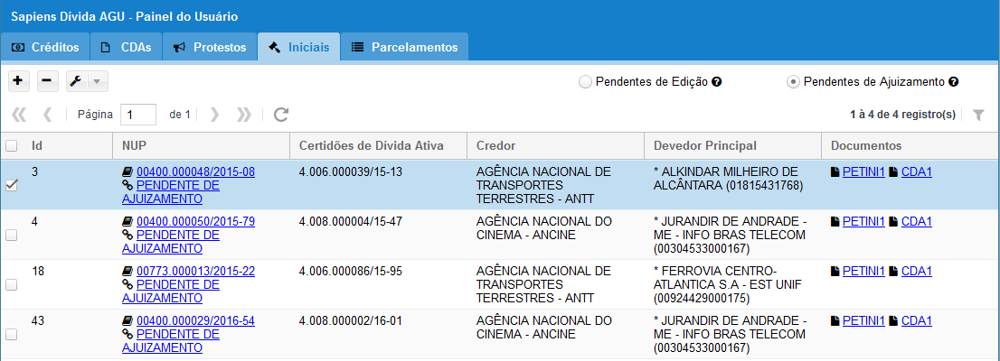 Sapiens Dívida AGU - Painel do Usuário
Créditos CDAs Protestos Iniciais Parcelamentos
Pendentes de Edição Pendentes de Ajuizamento
Página 1 de 1 1 à 4 de 4 registro(s)
Id NUP Certidões de Dívida Ativa Credor Devedor Principal Documentos
3 00400.000048/2015-08 4.006.000039/15-13 AGÊNCIA NACIONAL DE * ALKINDAR MILHEIRO DE PETINI1 CDA1
PENDENTE DE TRANSPORTES ALCÂNTARA (01815431768)
AJUIZAMENTO TERRESTRES - ANTT
4 00400.000050/2015-79 4.008.000004/15-47 AGÊNCIA NACIONAL DO * JURANDIR DE ANDRADE - PETINI1 CDA1
PENDENTE DE CINEMA - ANCINE ME - INFO BRAS TELECOM
AJUIZAMENTO (00304533000167)
18 00773.000013/2015-22 4.006.000086/15-95 AGÊNCIA NACIONAL DE * FERROVIA CENTRO- PETINI1 CDA1
PENDENTE DE TRANSPORTES ATLANTICA S.A - EST UNIF
AJUIZAMENTO TERRESTRES - ANTT (00924429000175)
43 00400.000029/2016-54 4.008.000002/16-01 AGÊNCIA NACIONAL DO * JURANDIR DE ANDRADE - PETINI1 CDA1
PENDENTE DE CINEMA - ANCINE ME - INFO BRAS TELECOM
AJUIZAMENTO (00304533000167)